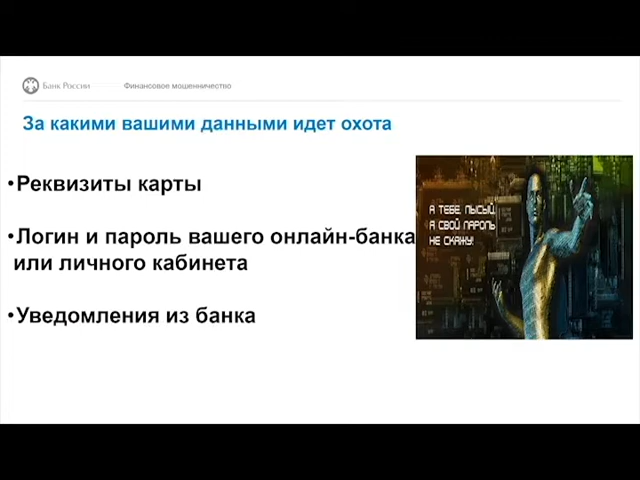 Банк России
Финансовое мошенничество
За какими вашими данными идет охота
•Реквизиты карты
•Логин и пароль вашего онлайн-банка
или личного кабинета
•Уведомления из банка
А ТЕБЕ, ЛЫСЫЙ,
Я СВОЙ ПАРОЛЬ
НЕ СКАЖУ!